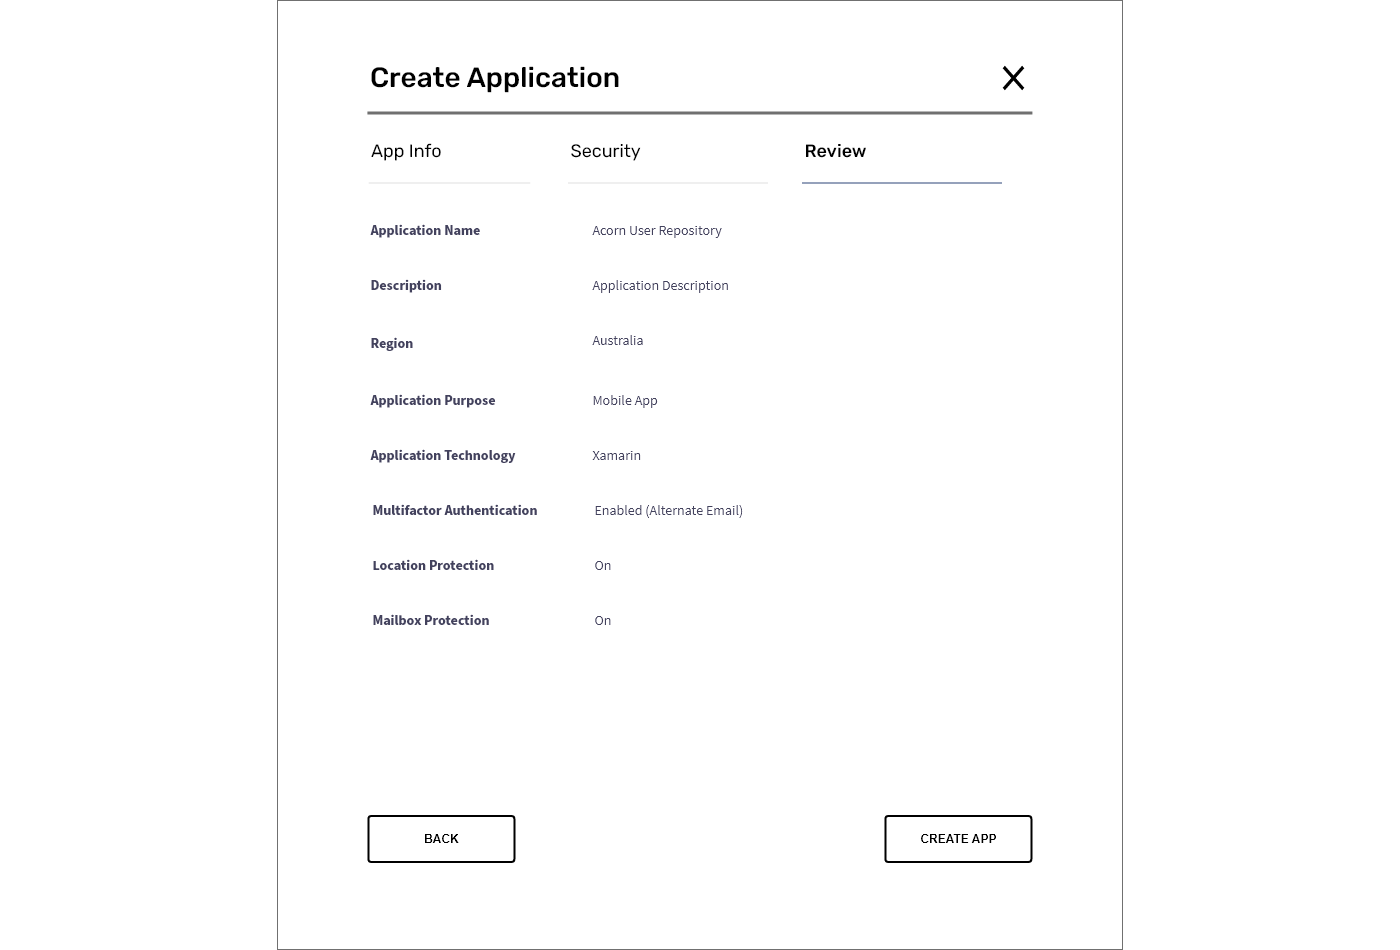 Create Application
App Info Security Review
Application Name Acorn User Repository
Description Application Description
Region Australia
Application Purpose Mobile App
Application Technology Xamarin
Multifactor Authentication Enabled (Alternate Email)
Location Protection On
Mailbox Protection On
BACK CREATE APP